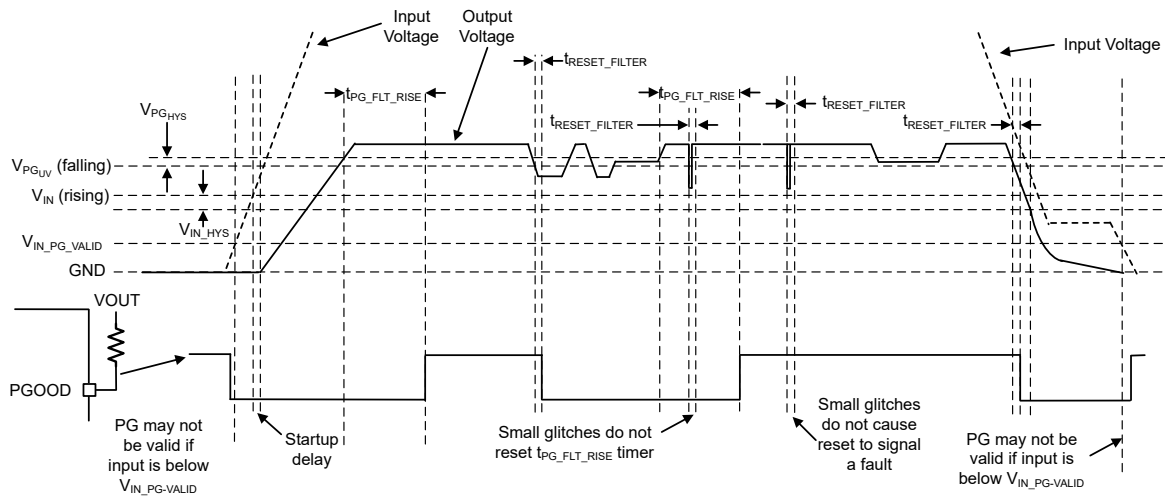 Input
Voltage
Output
Voltage
Input Voltage
tRESET_FILTER
tPG_FLT_RISE
tPG_FLT_RISE
tRESET_FILTER
tRESET_FILTER
tRESET_FILTER
VPGHYS
VPGUV (falling)
VIN (rising)
VIN_HYS
VIN_PG_VALID
GND
VOUT
PGOOD
PG may not
be valid if
input is below
VIN_PG-VALID
Startup
delay
Small glitches do not
reset tPG_FLT_RISE timer
Small glitches
do not cause
reset to signal
a fault
PG may not be
valid if input is
below VIN_PG-VALID